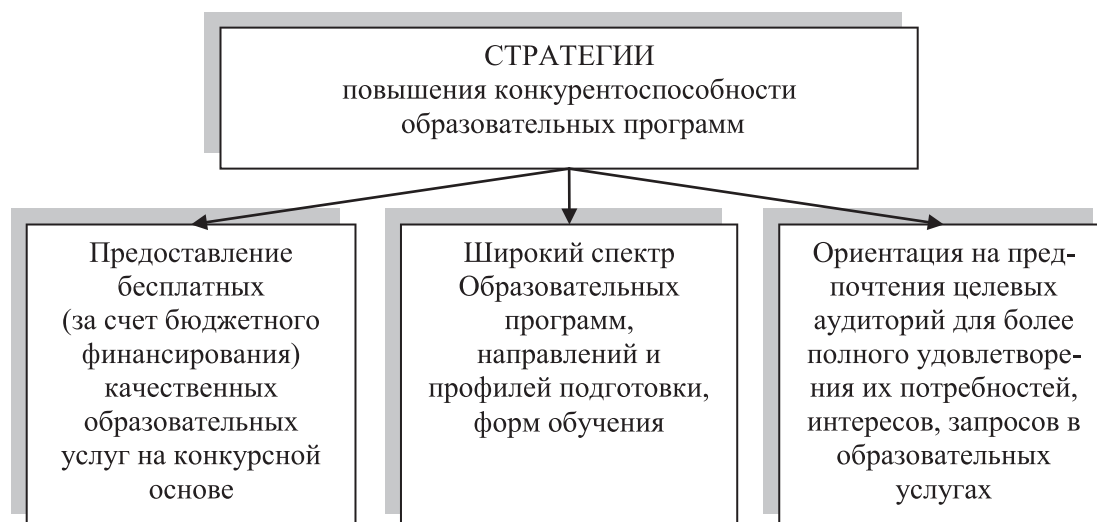 СТРАТЕГИИ
повышения конкурентоспособности
образовательных программ
Предоставление
бесплатных
(за счет бюджетного
финансирования)
качественных
образовательных
услуг на конкурсной
основе
Широкий спектр
Образовательных
программ,
направлений и
профилей подготовки,
форм обучения
Ориентация на пред-
почтения целевых
аудиторий для более
полного удовлетворе-
ния их потребностей,
интересов, запросов в
образовательных
услугах